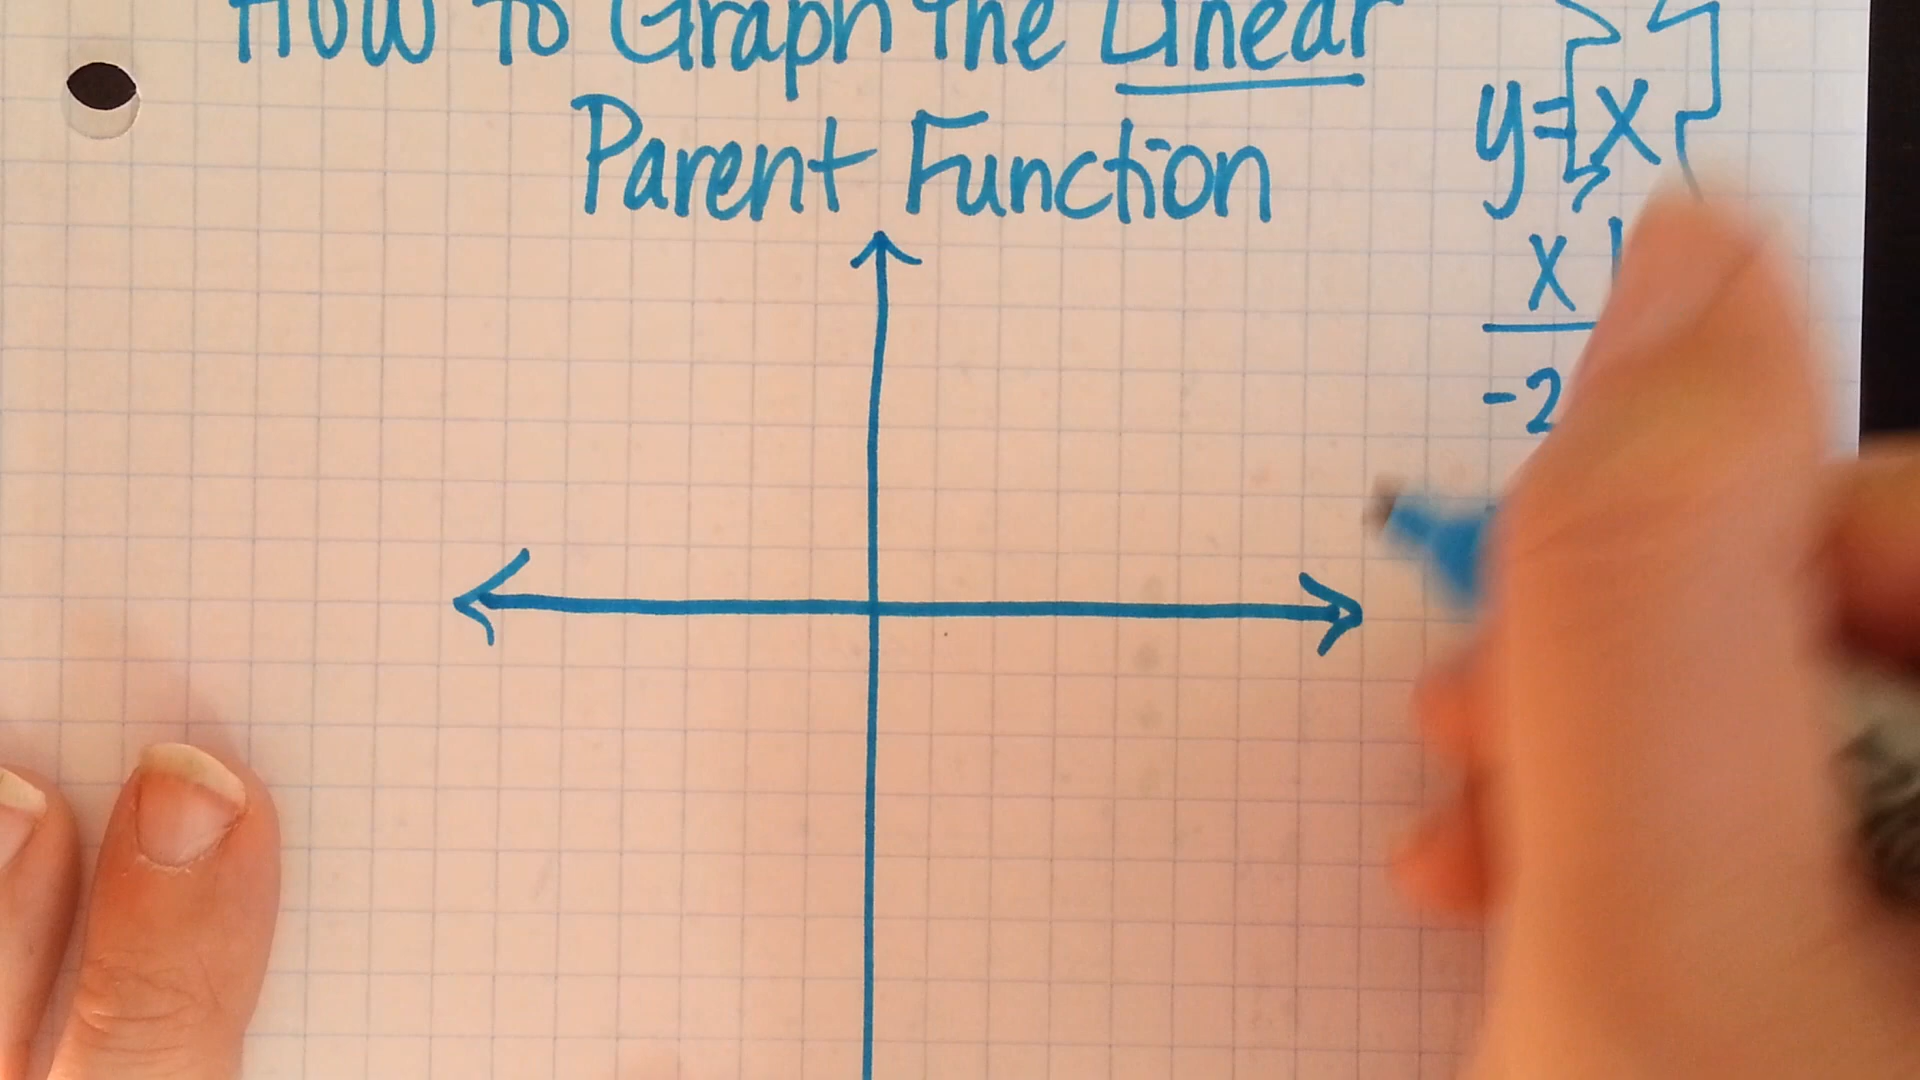 How to Graph the Linear
Parent Function
y=x
x
-2